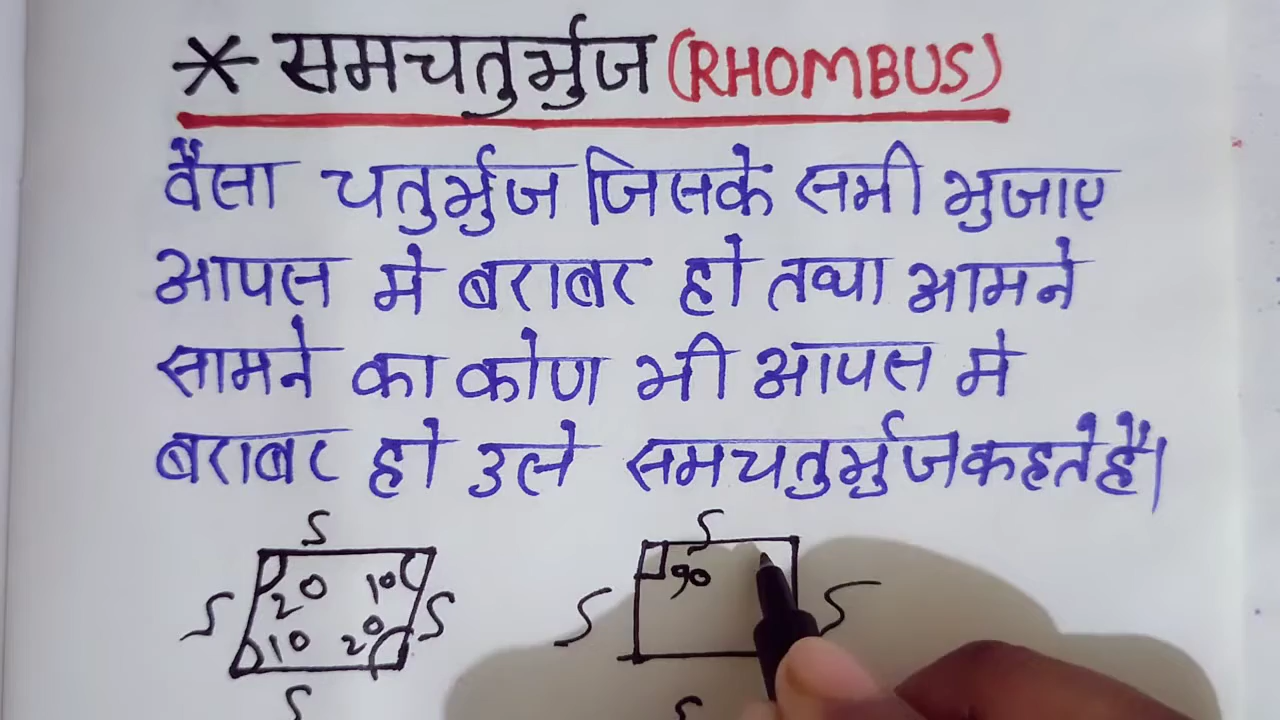 * समचतुर्भुज (RHOMBUS)
वैसा चतुर्भुज जिसके सभी भुजाए
आपस मे बराबर हो तथा आमने
सामने का कोण भी आपस मे
बराबर हो उसे समचतुर्भुज कहते है।
S S
S 20 10 S S 90 S
10 20
S S